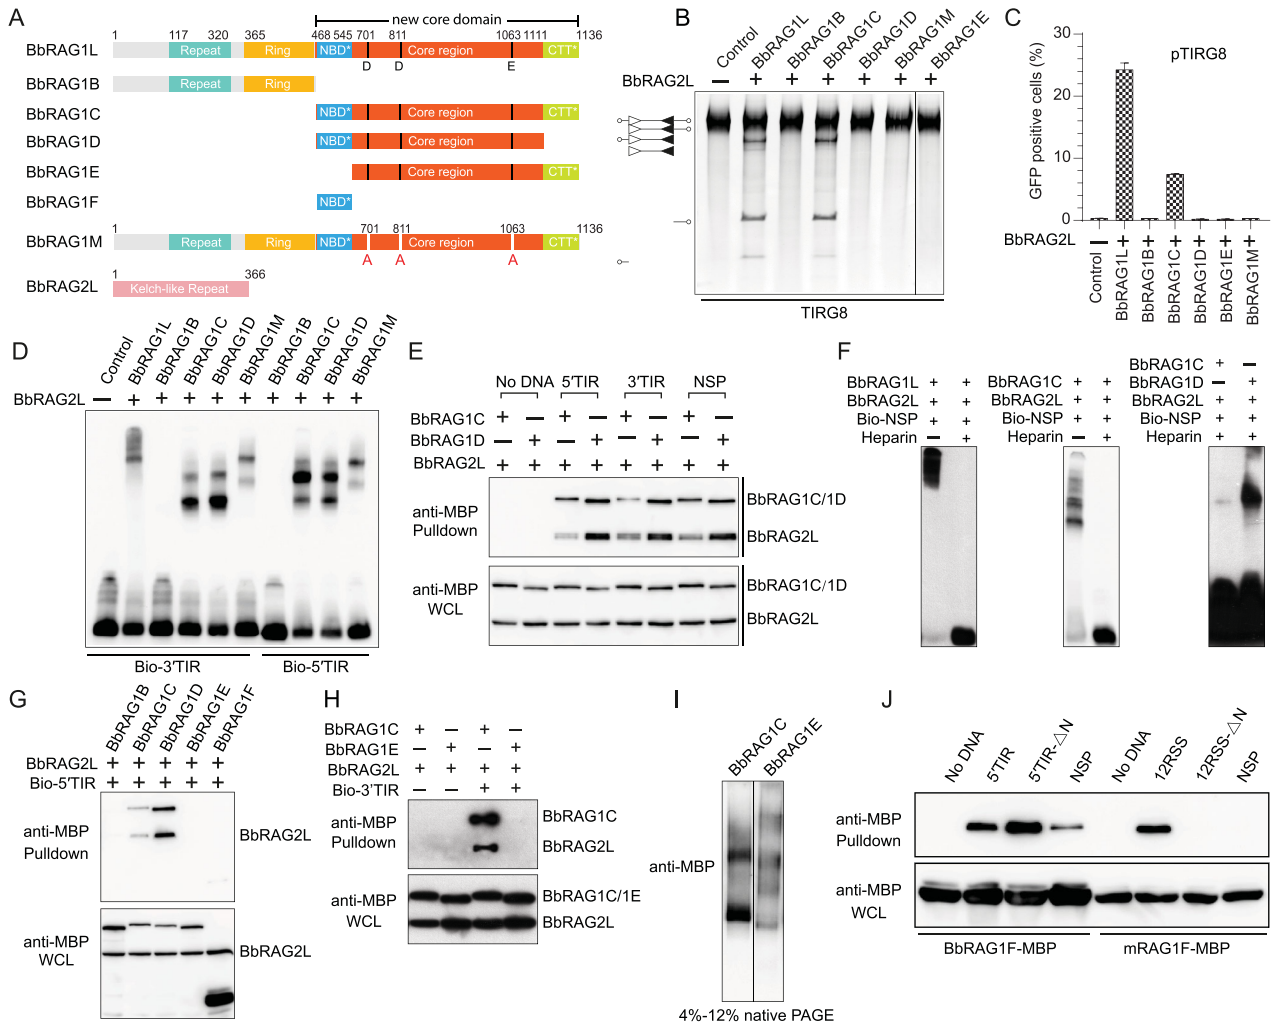 A
new core domain
1 117 320 365 468 545 701 811 1063 1111 1136
BbRAG1L Repeat Ring NBD* Core region CTT*
D D E
BbRAG1B Repeat Ring
BbRAG1C NBD* Core region CTT*
BbRAG1D NBD* Core region
BbRAG1E Core region CTT*
BbRAG1F NBD*
1 701 811 1063 1136
BbRAG1M Repeat Ring NBD* Core region CTT*
A A A
1 366
BbRAG2L Kelch-like Repeat
B
Control BbRAG1L BbRAG1B BbRAG1C BbRAG1D BbRAG1M BbRAG1E
BbRAG2L − + + + + + +
TIRG8
C
pTIRG8
GFP positive cells (%)
30
20
10
0
BbRAG2L − + + + + + +
Control BbRAG1L BbRAG1B BbRAG1C BbRAG1D BbRAG1E BbRAG1M
D
Control BbRAG1L BbRAG1B BbRAG1C BbRAG1D BbRAG1M BbRAG1B BbRAG1C BbRAG1D BbRAG1M
BbRAG2L − + + + + + + + + +
Bio-3'TIR Bio-5'TIR
E
No DNA 5'TIR 3'TIR NSP
BbRAG1C + − + − + − + −
BbRAG1D − + − + − + − +
BbRAG2L + + + + + + + +
anti-MBP Pulldown
BbRAG1C/1D
BbRAG2L
anti-MBP WCL
BbRAG1C/1D
BbRAG2L
F
BbRAG1L + +
BbRAG2L + +
Bio-NSP + +
Heparin − +
BbRAG1C + +
BbRAG2L + +
Bio-NSP + +
Heparin − +
BbRAG1C + −
BbRAG1D − +
BbRAG2L + +
Bio-NSP + +
Heparin + +
G
BbRAG1B BbRAG1C BbRAG1D BbRAG1E BbRAG1F
BbRAG2L + + + + +
Bio-5'TIR + + + + +
anti-MBP Pulldown
BbRAG2L
anti-MBP WCL
BbRAG2L
H
BbRAG1C + − + −
BbRAG1E − + − +
BbRAG2L + + + +
Bio-3'TIR − − + +
anti-MBP Pulldown
BbRAG1C
BbRAG2L
anti-MBP WCL
BbRAG1C/1E
BbRAG2L
I
BbRAG1C BbRAG1E
anti-MBP
4%-12% native PAGE
J
No DNA 5'TIR 5'TIR-△N NSP No DNA 12RSS 12RSS-△N NSP
anti-MBP Pulldown
anti-MBP WCL
BbRAG1F-MBP mRAG1F-MBP